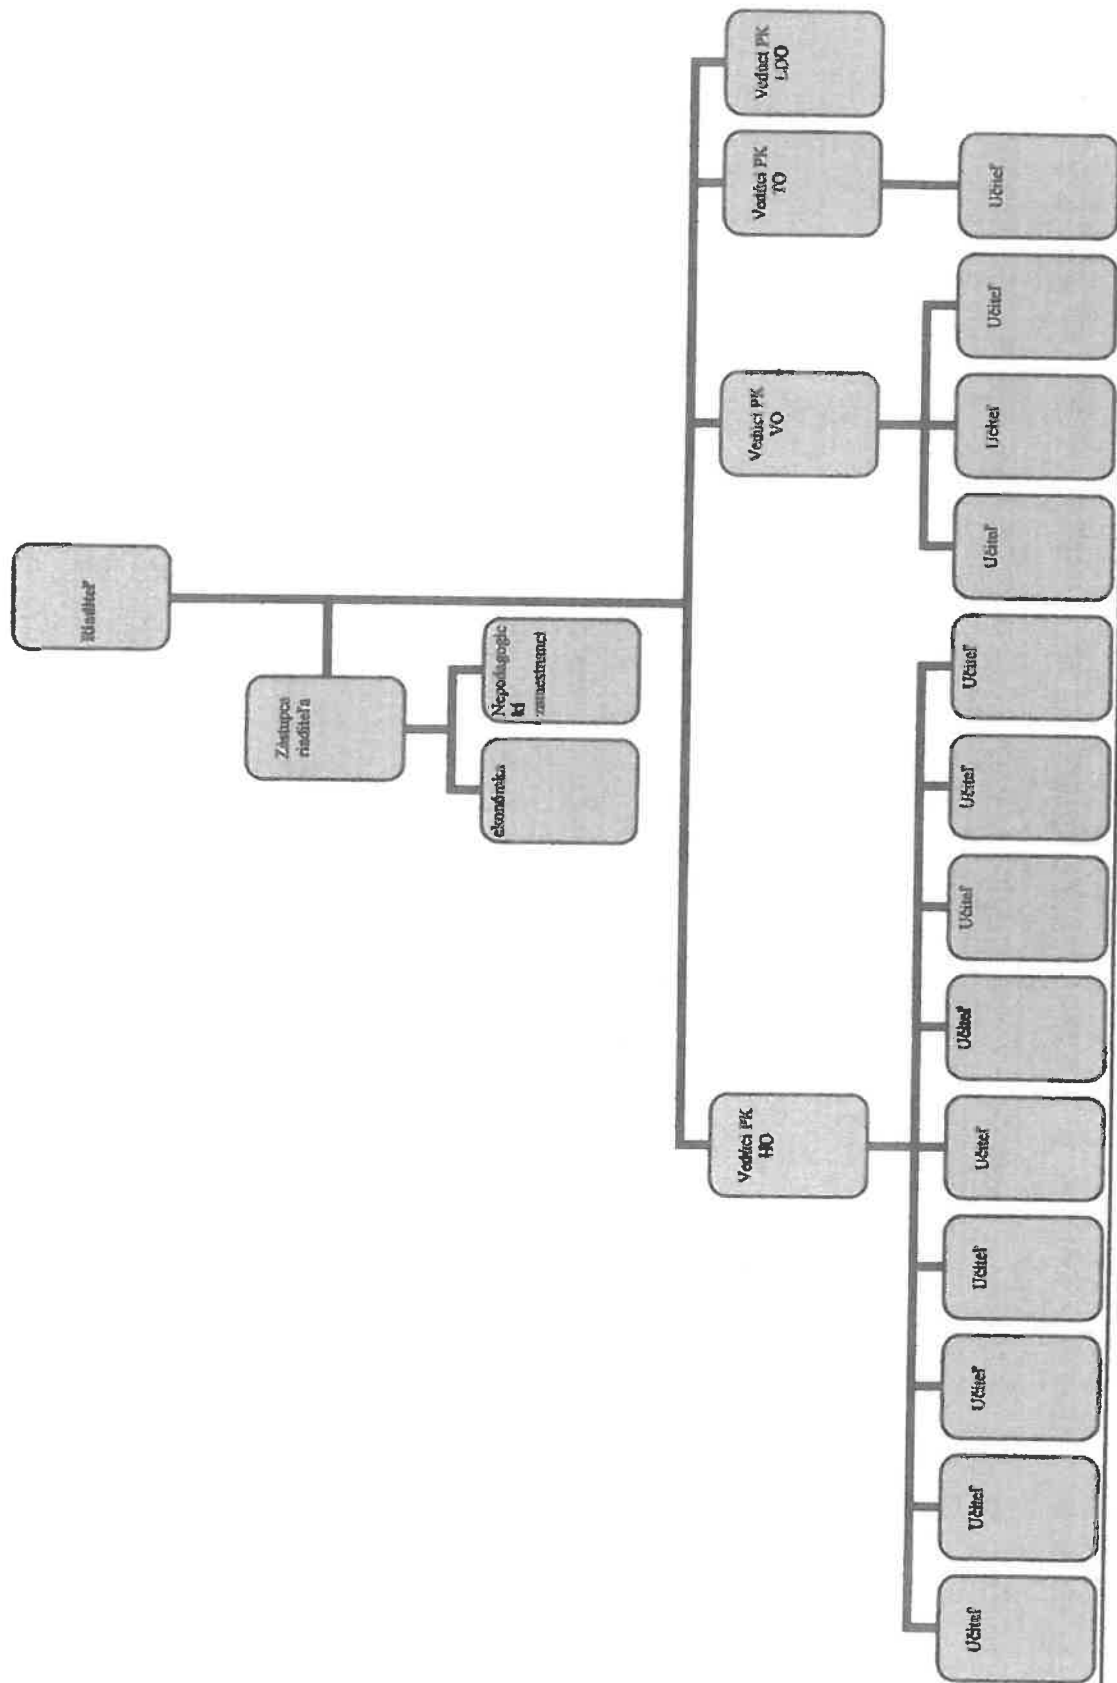 Riaditeľ
Zástupca
riaditeľa
ekonómka
Nepedagogic
kí
zamestnanci
Vedúci PK
HO
Vedúci PK
VO
Vedúci PK
TO
Vedúci PK
LDO
Učiteľ
Učiteľ
Učiteľ
Učiteľ
Učiteľ
Učiteľ
Učiteľ
Učiteľ
Učiteľ
Učiteľ
Učiteľ
Učiteľ
Učiteľ